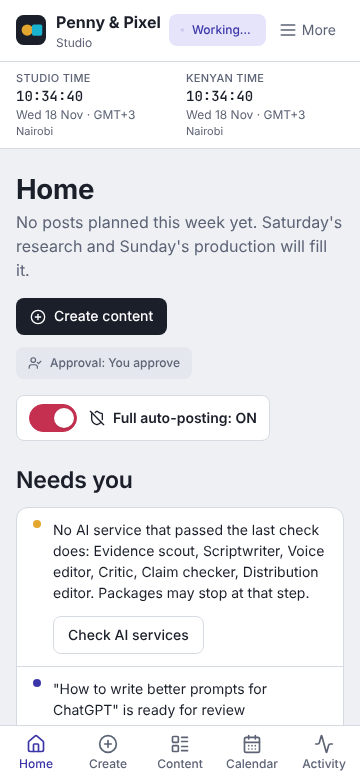 Penny & Pixel
Studio
Working...
More
STUDIO TIME
10:34:40
Wed 18 Nov · GMT+3
Nairobi
KENYAN TIME
10:34:40
Wed 18 Nov · GMT+3
Nairobi
Home
No posts planned this week yet. Saturday's
research and Sunday's production will fill
it.
Create content
Approval: You approve
Full auto-posting: ON
Needs you
No AI service that passed the last check
does: Evidence scout, Scriptwriter, Voice
editor, Critic, Claim checker, Distribution
editor. Packages may stop at that step.
Check AI services
"How to write better prompts for
ChatGPT" is ready for review
Home
Create
Content
Calendar
Activity